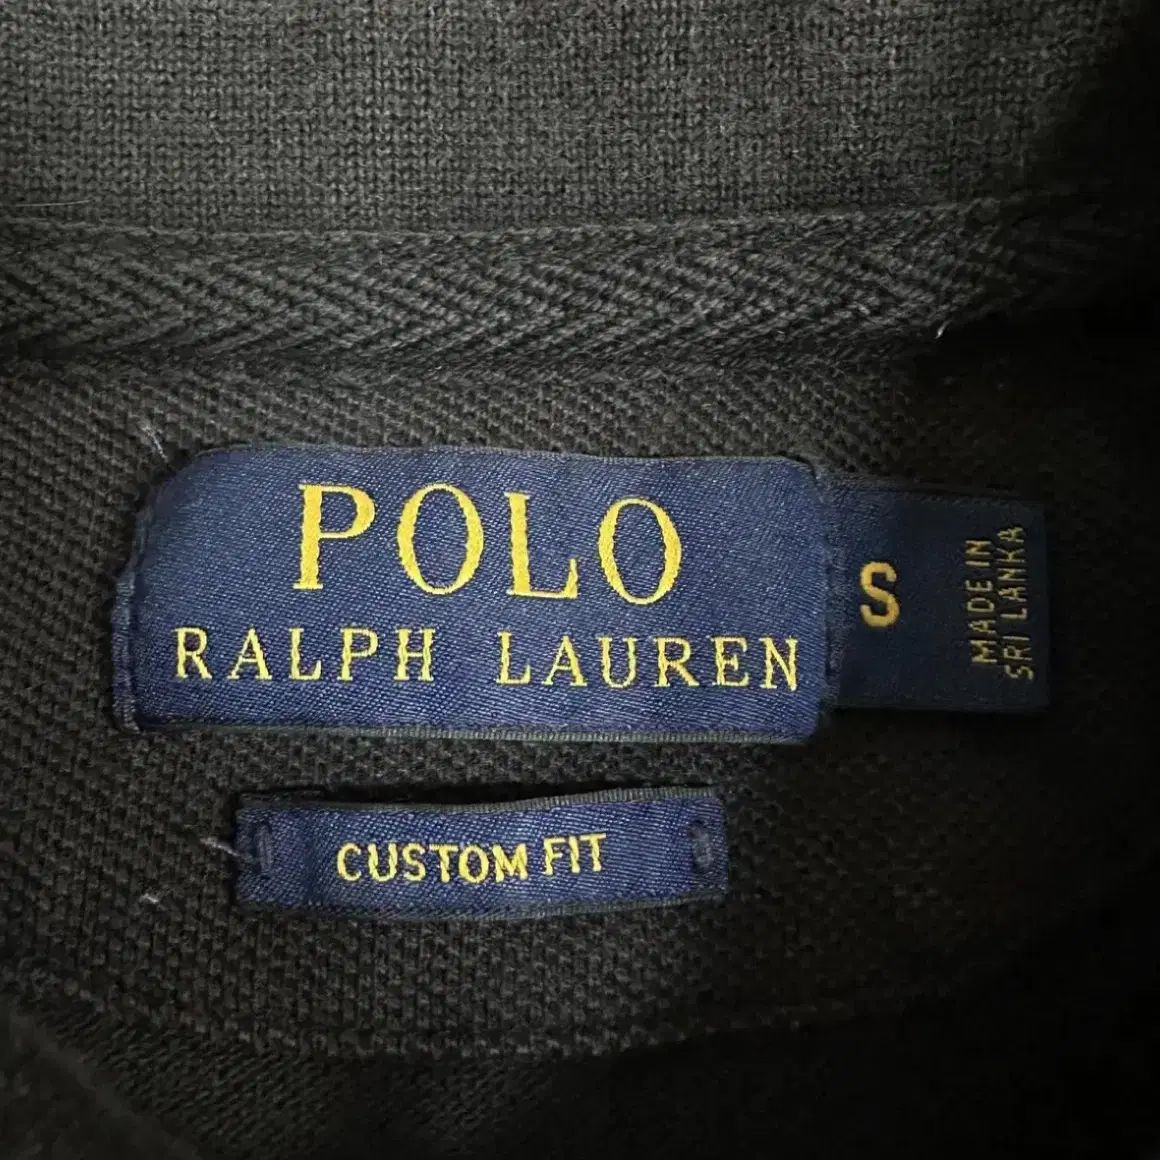 POLO
RALPH LAUREN
S
MADE IN
SRI LANKA
CUSTOM FIT